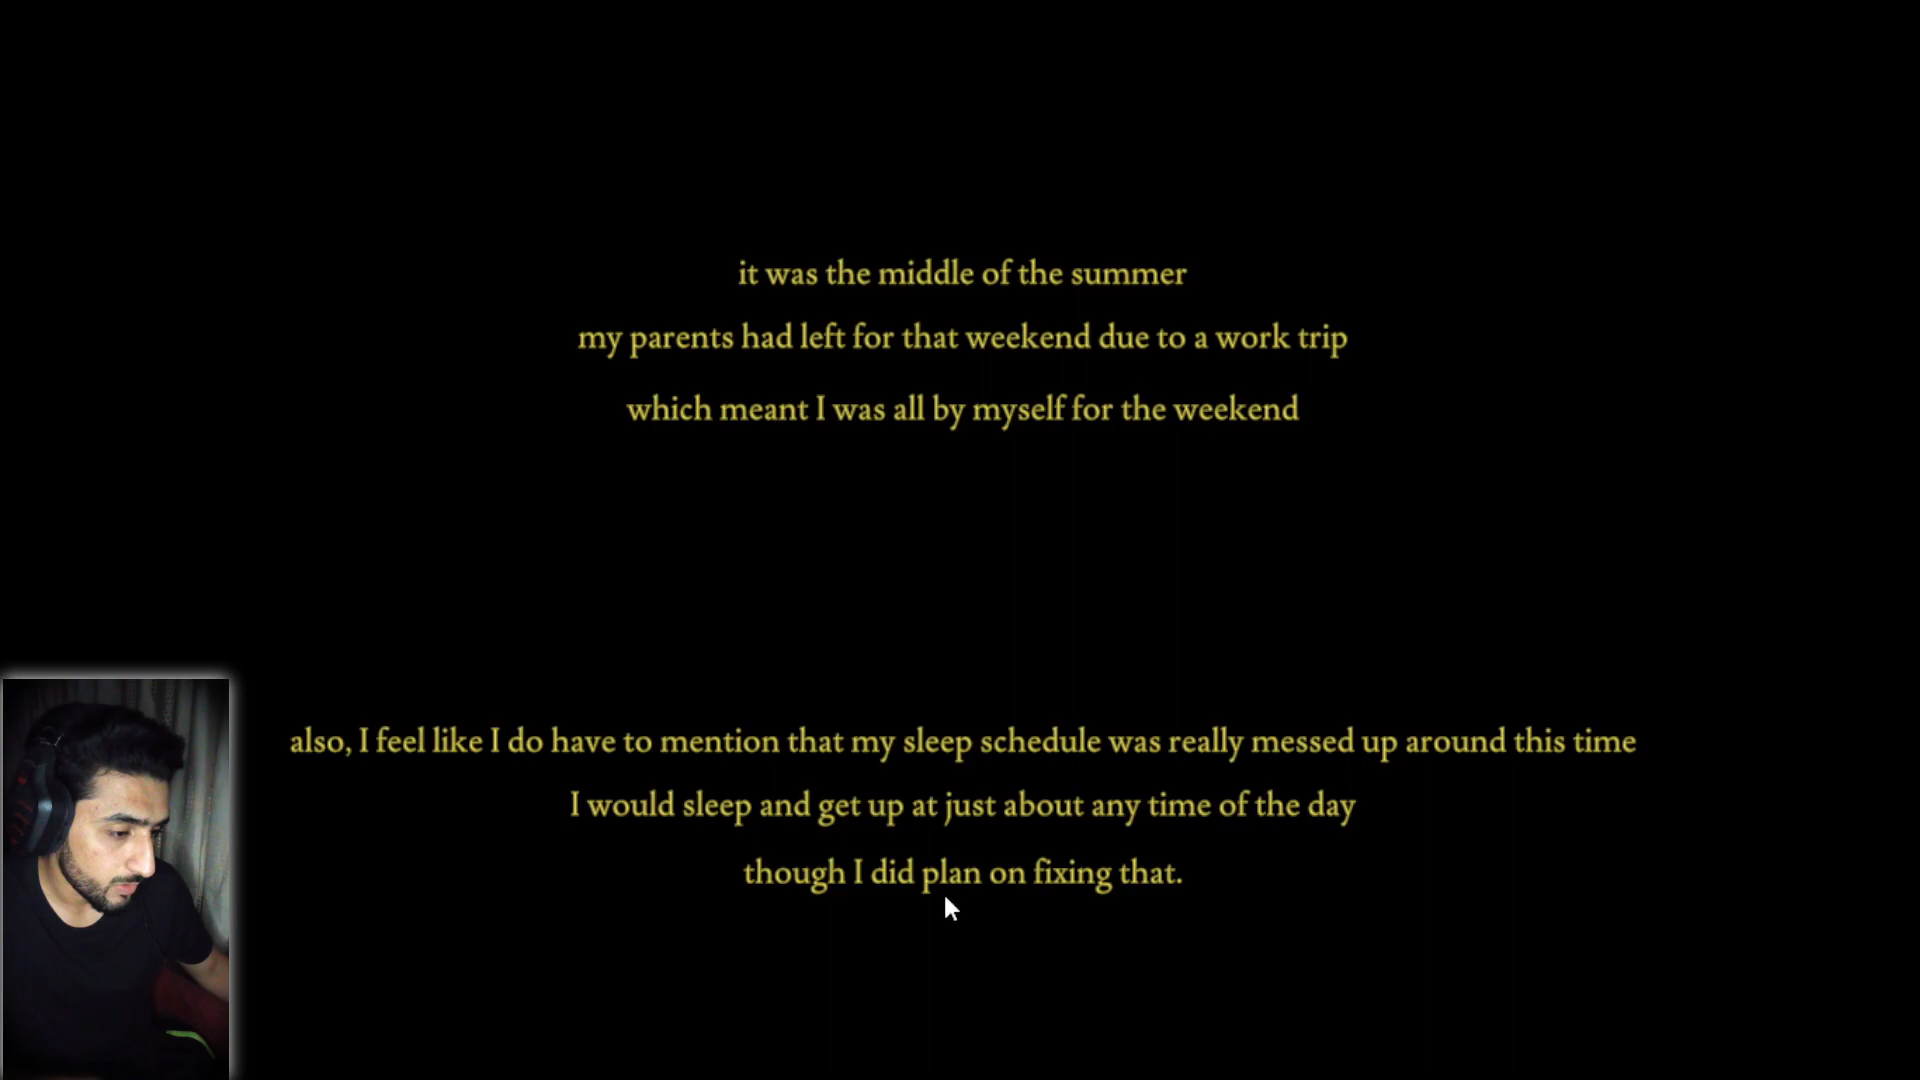 it was the middle of the summer
my parents had left for that weekend due to a work trip
which meant I was all by myself for the weekend
also, I feel like I do have to mention that my sleep schedule was really messed up around this time
I would sleep and get up at just about any time of the day
though I did plan on fixing that.